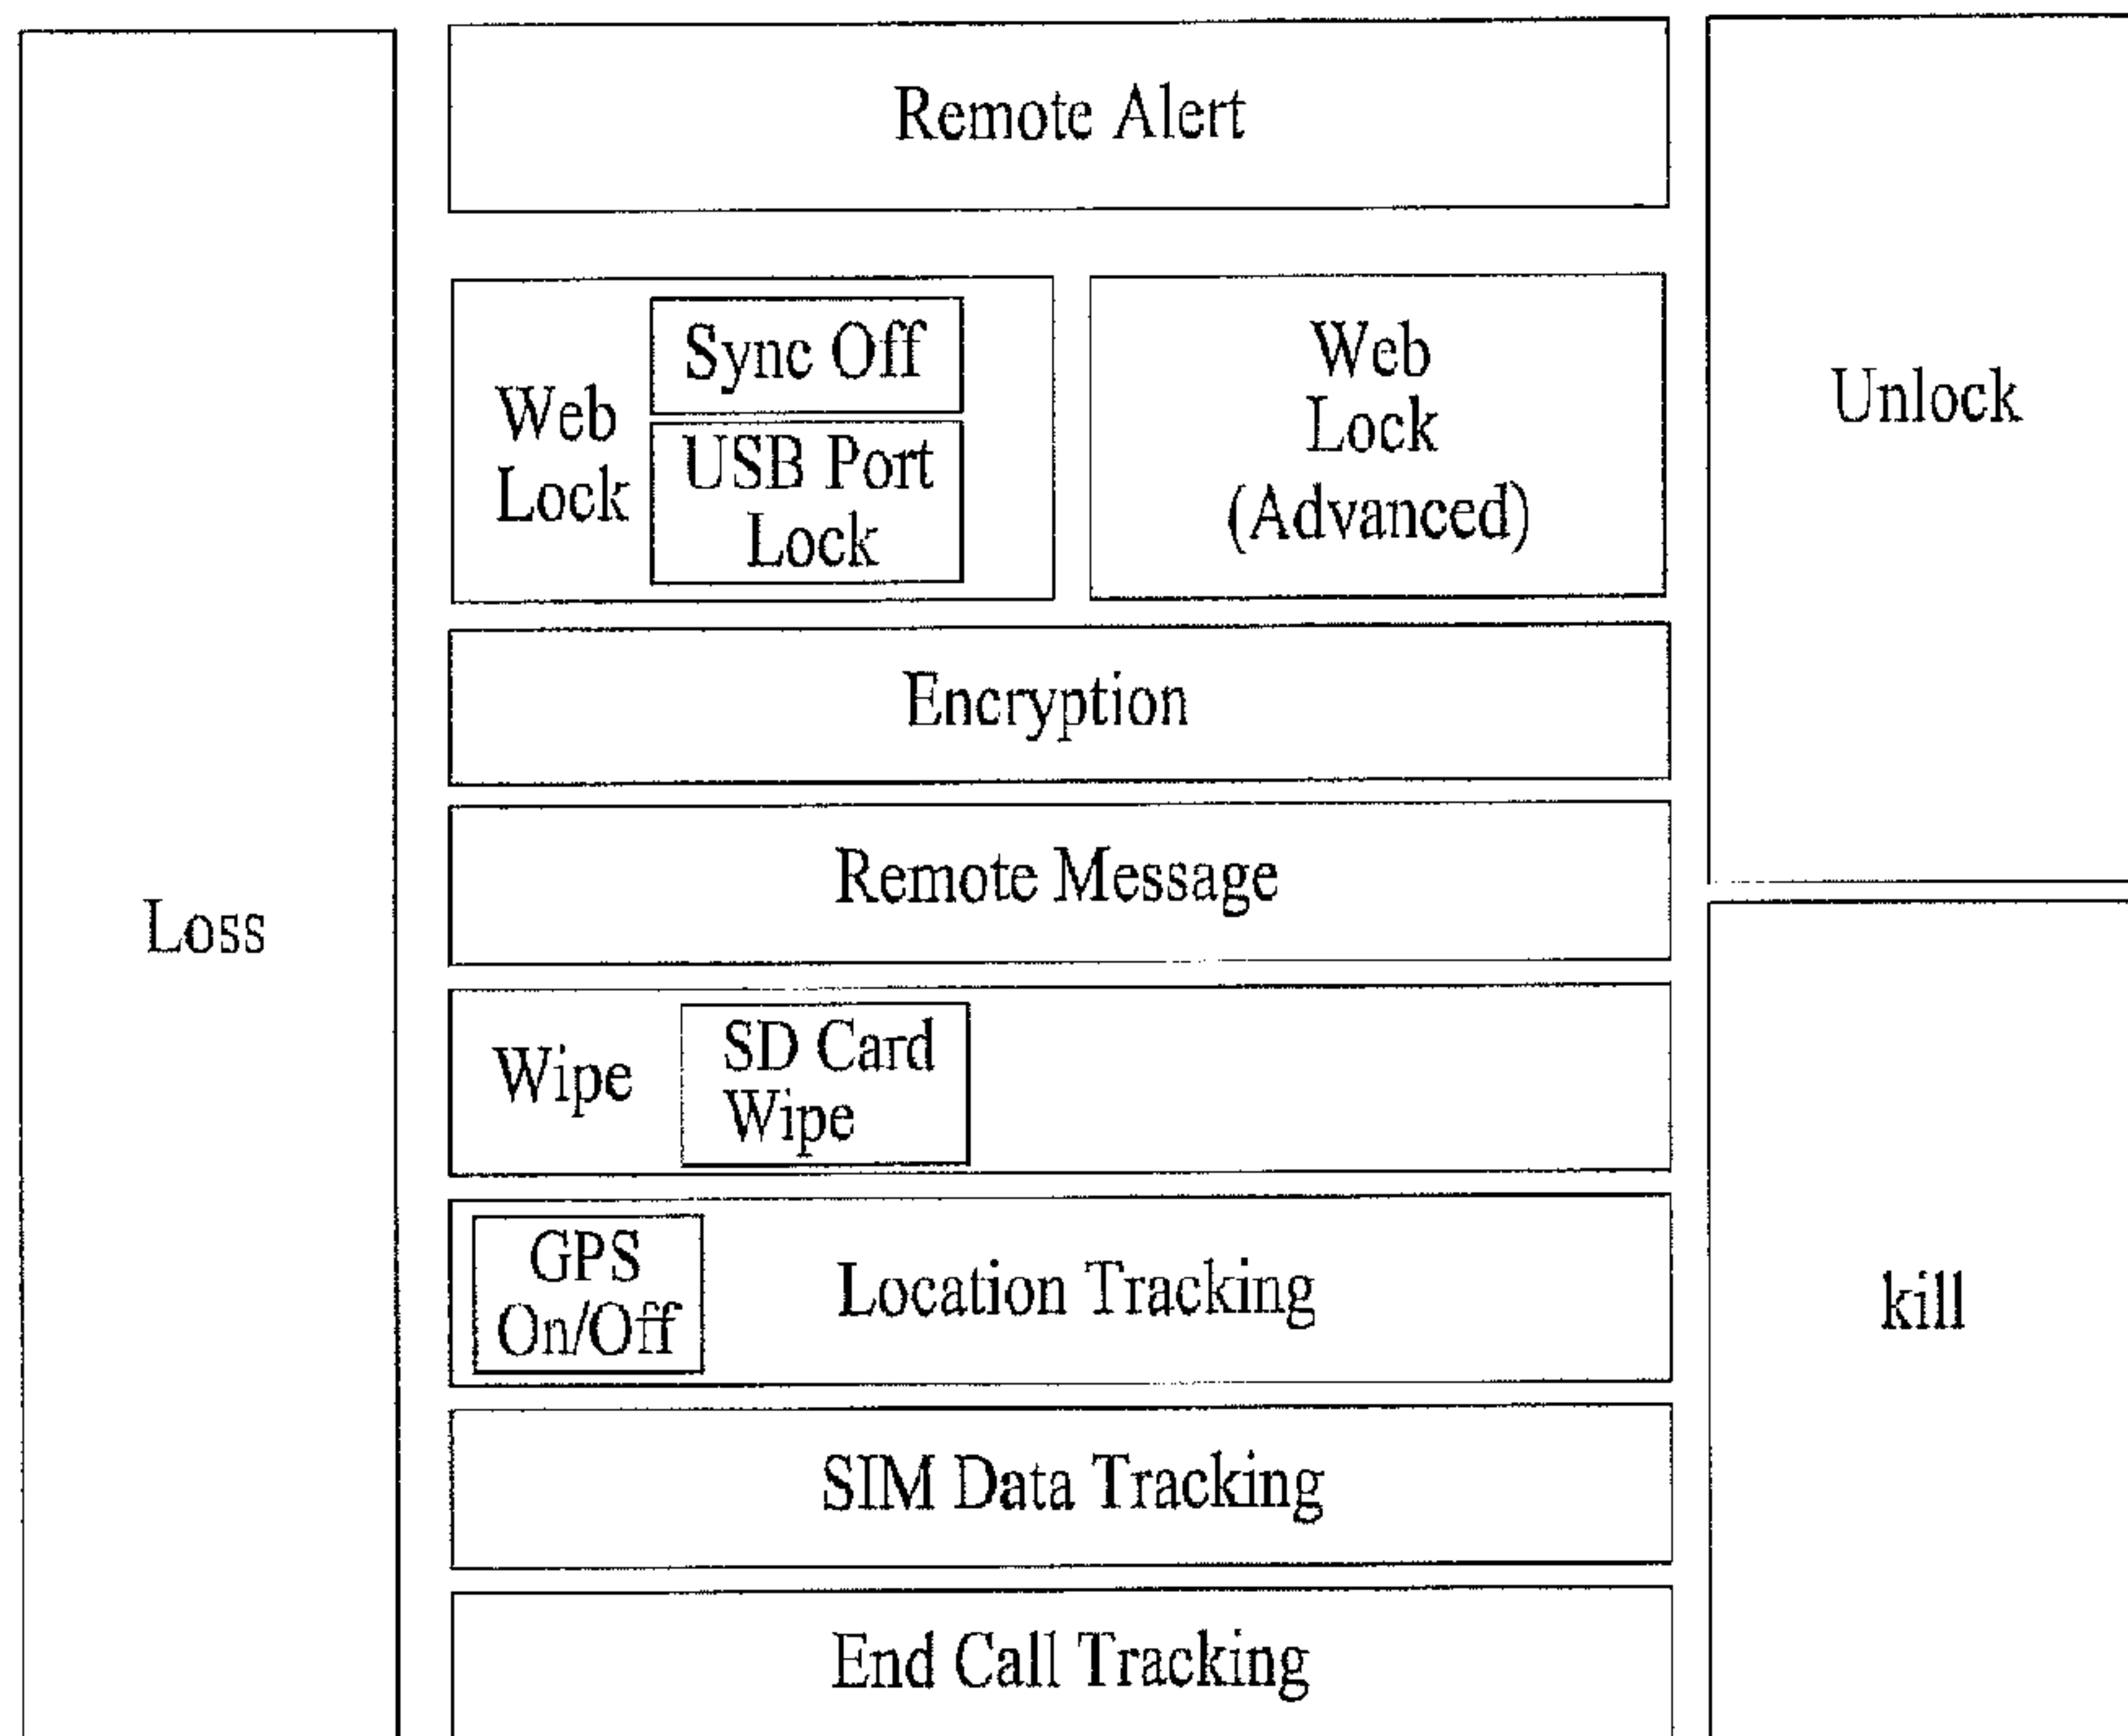 Loss
Remote Alert
Web
Lock
Sync Off
USB Port
Lock
Web
Lock
(Advanced)
Encryption
Remote Message
Wipe
SD Card
Wipe
GPS
On/Off
Location Tracking
SIM Data Tracking
End Call Tracking
Unlock
kill